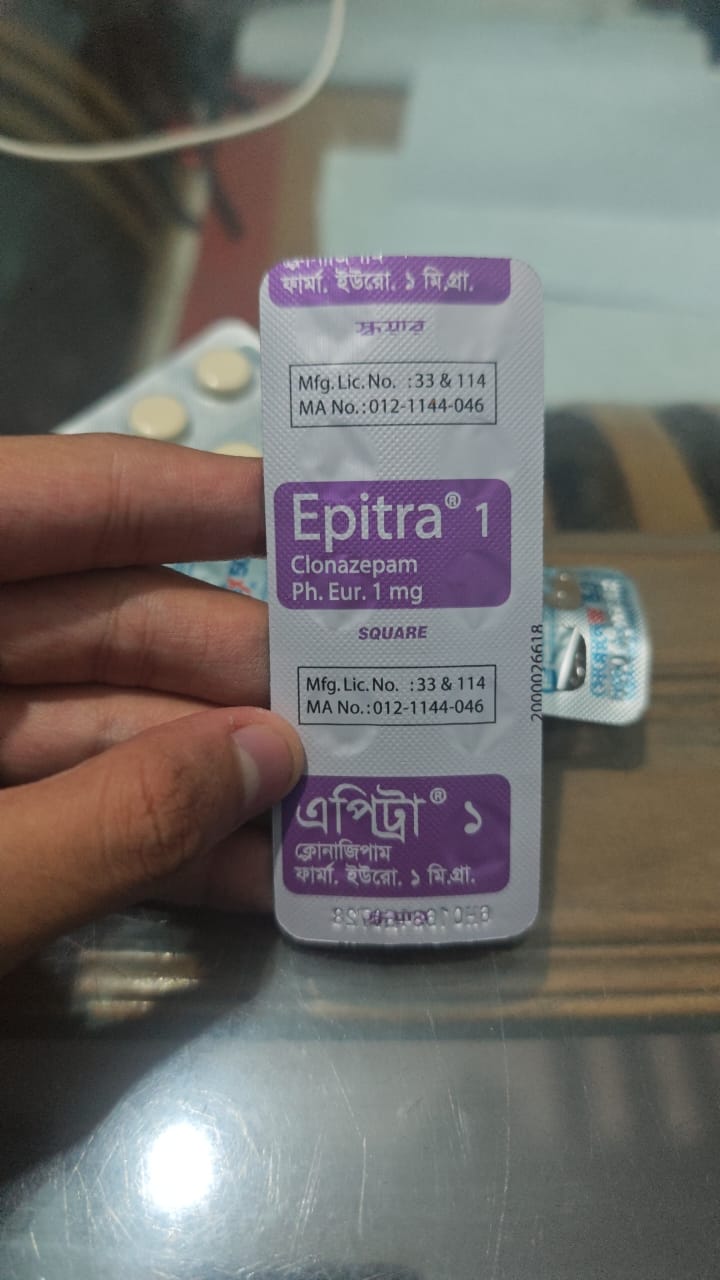 ফার্মা. ইউরো. ১ মি.গ্রা.
স্কয়ার
Mfg. Lic. No. : 33 & 114
MA No. : 012-1144-046
Epitra® 1
Clonazepam
Ph. Eur. 1 mg
SQUARE
Mfg. Lic. No. : 33 & 114
MA No. : 012-1144-046
2000026618
এপিট্রা® ১
ক্লোনাজিপাম
ফার্মা. ইউরো. ১ মি.গ্রা.